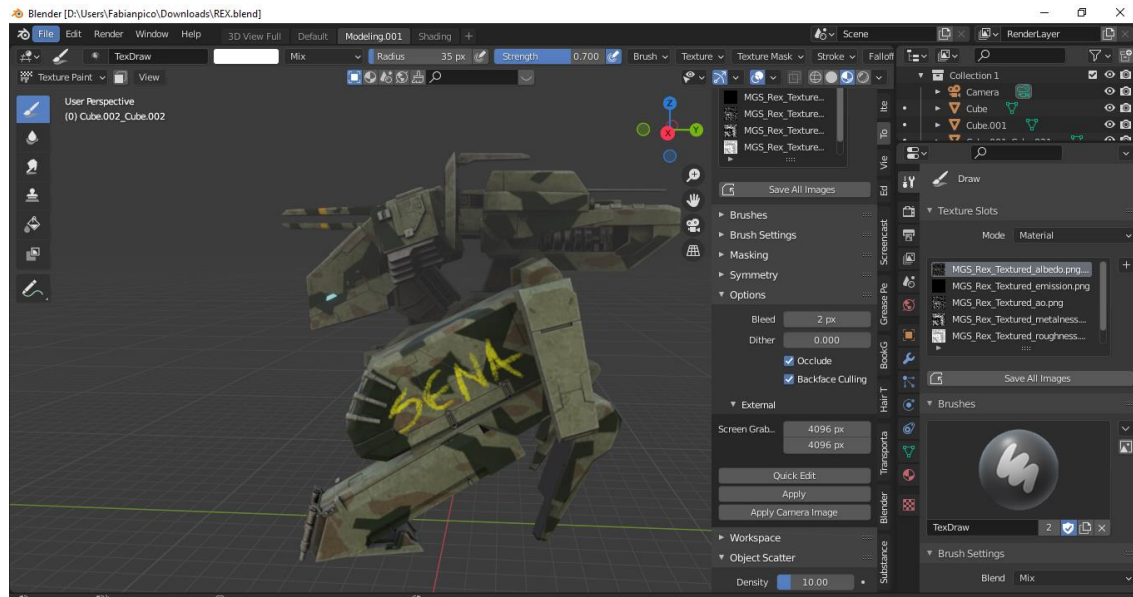 Blender [D:\Users\Fabianpico\Downloads\REX.blend]
File Edit Render Window Help 3D View Full Default Modeling.001 Shading + Scene RenderLayer
TexDraw Mix Radius 35 px Strength 0.700 Brush Texture Texture Mask Stroke Falloff
Texture Paint View
User Perspective
(0) Cube.002_Cube.002
Z
Y
X
SENA
MGS_Rex_Texture...
MGS_Rex_Texture...
MGS_Rex_Texture...
MGS_Rex_Texture...
Save All Images
Brushes
Brush Settings
Masking
Symmetry
Options
Bleed 2 px
Dither 0.000
Occlude
Backface Culling
External
Screen Grab... 4096 px
4096 px
Quick Edit
Apply
Apply Camera Image
Workspace
Object Scatter
Density 10.00
Ite
To
Vie
Ed
Screencast
Grease Pe
BookG
Hair T
Transporta
Blender
Substance
Collection 1
Camera
Cube
Cube.001
Draw
Texture Slots
Mode Material
MGS_Rex_Textured_albedo.png...
MGS_Rex_Textured_emission.png
MGS_Rex_Textured_ao.png
MGS_Rex_Textured_metalness...
MGS_Rex_Textured_roughness...
Save All Images
Brushes
TexDraw 2
Brush Settings
Blend Mix